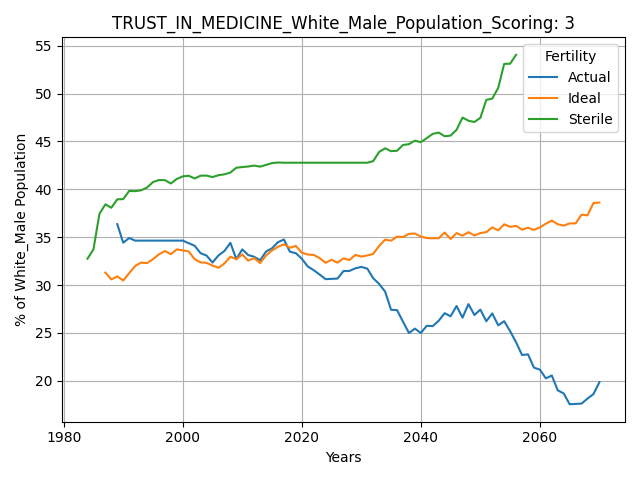 TRUST_IN_MEDICINE_White_Male_Population_Scoring: 3
% of White_Male Population
55
50
45
40
35
30
25
20
1980
2000
2020
2040
2060
Years
Fertility
Actual
Ideal
Sterile